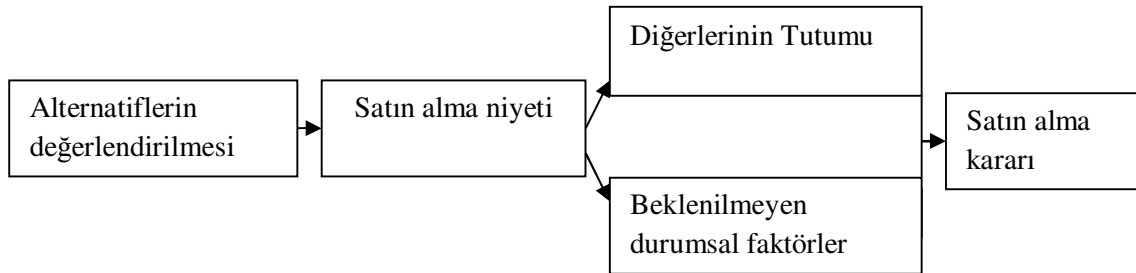 Alternatiflerin
değerlendirilmesi
Satın alma niyeti
Diğerlerinin Tutumu
Beklenilmeyen
durumsal faktörler
Satın alma
kararı